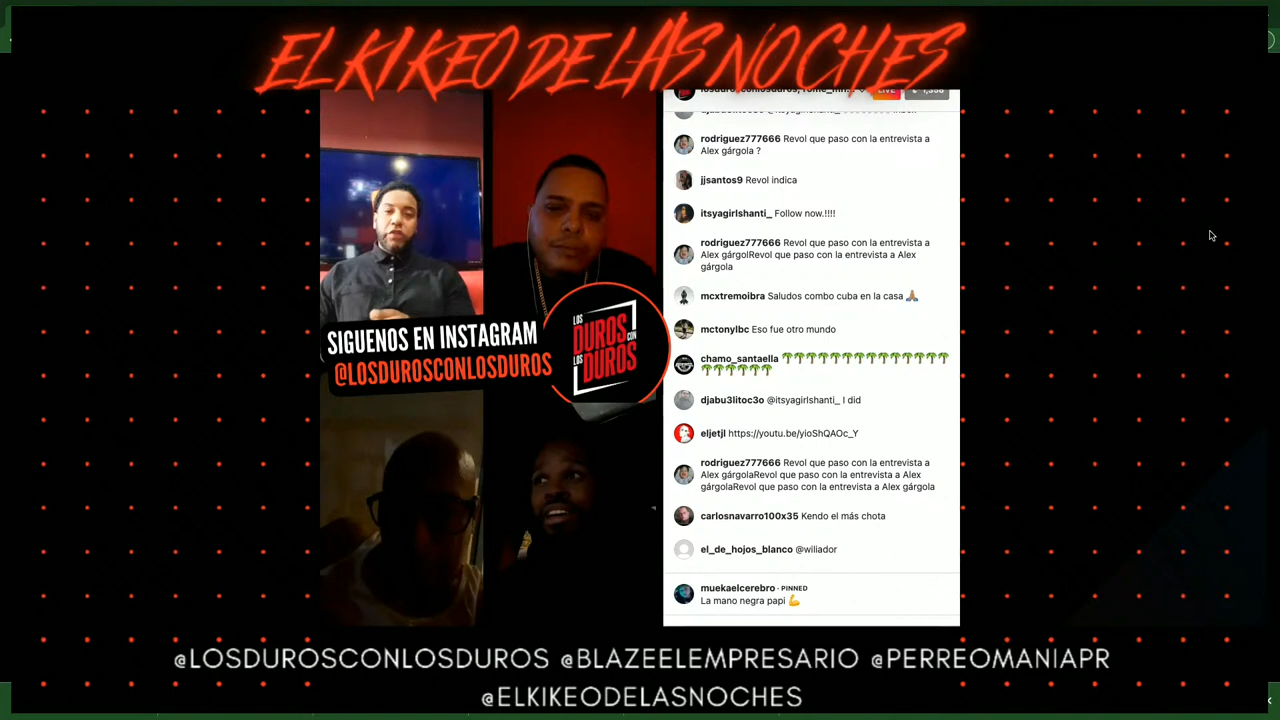 EL KIKEO DE LAS NOCHES
LIVE
rodriguez777666 Revol que paso con la entrevista a
Alex gárgola ?
jjsantos9 Revol indica
itsyagirlshanti_ Follow now.!!!!
rodriguez777666 Revol que paso con la entrevista a
Alex gárgolRevol que paso con la entrevista a Alex
gárgola
mcxtremoibra Saludos combo cuba en la casa 🙏🏽
mctonylbc Eso fue otro mundo
chamo_santaella 🌴🌴🌴🌴🌴🌴🌴🌴🌴🌴🌴🌴🌴🌴
🌴🌴🌴🌴🌴🌴
djabu3litoc3o @itsyagirlshanti_ I did
eljetjl https://youtu.be/yioShQAOc_Y
rodriguez777666 Revol que paso con la entrevista a
Alex gárgolaRevol que paso con la entrevista a Alex
gárgolaRevol que paso con la entrevista a Alex gárgola
carlosnavarro100x35 Kendo el más chota
el_de_hojos_blanco @wiliador
muekaelcerebro · PINNED
La mano negra papi 💪
SIGUENOS EN INSTAGRAM
@LOSDUROSCONLOSDUROS
LOS
DUROS CON
LOS
DUROS
@LOSDUROSCONLOSDUROS @BLAZEELEMPRESARIO @PERREOMANIAPR
@ELKIKEODELASNOCHES